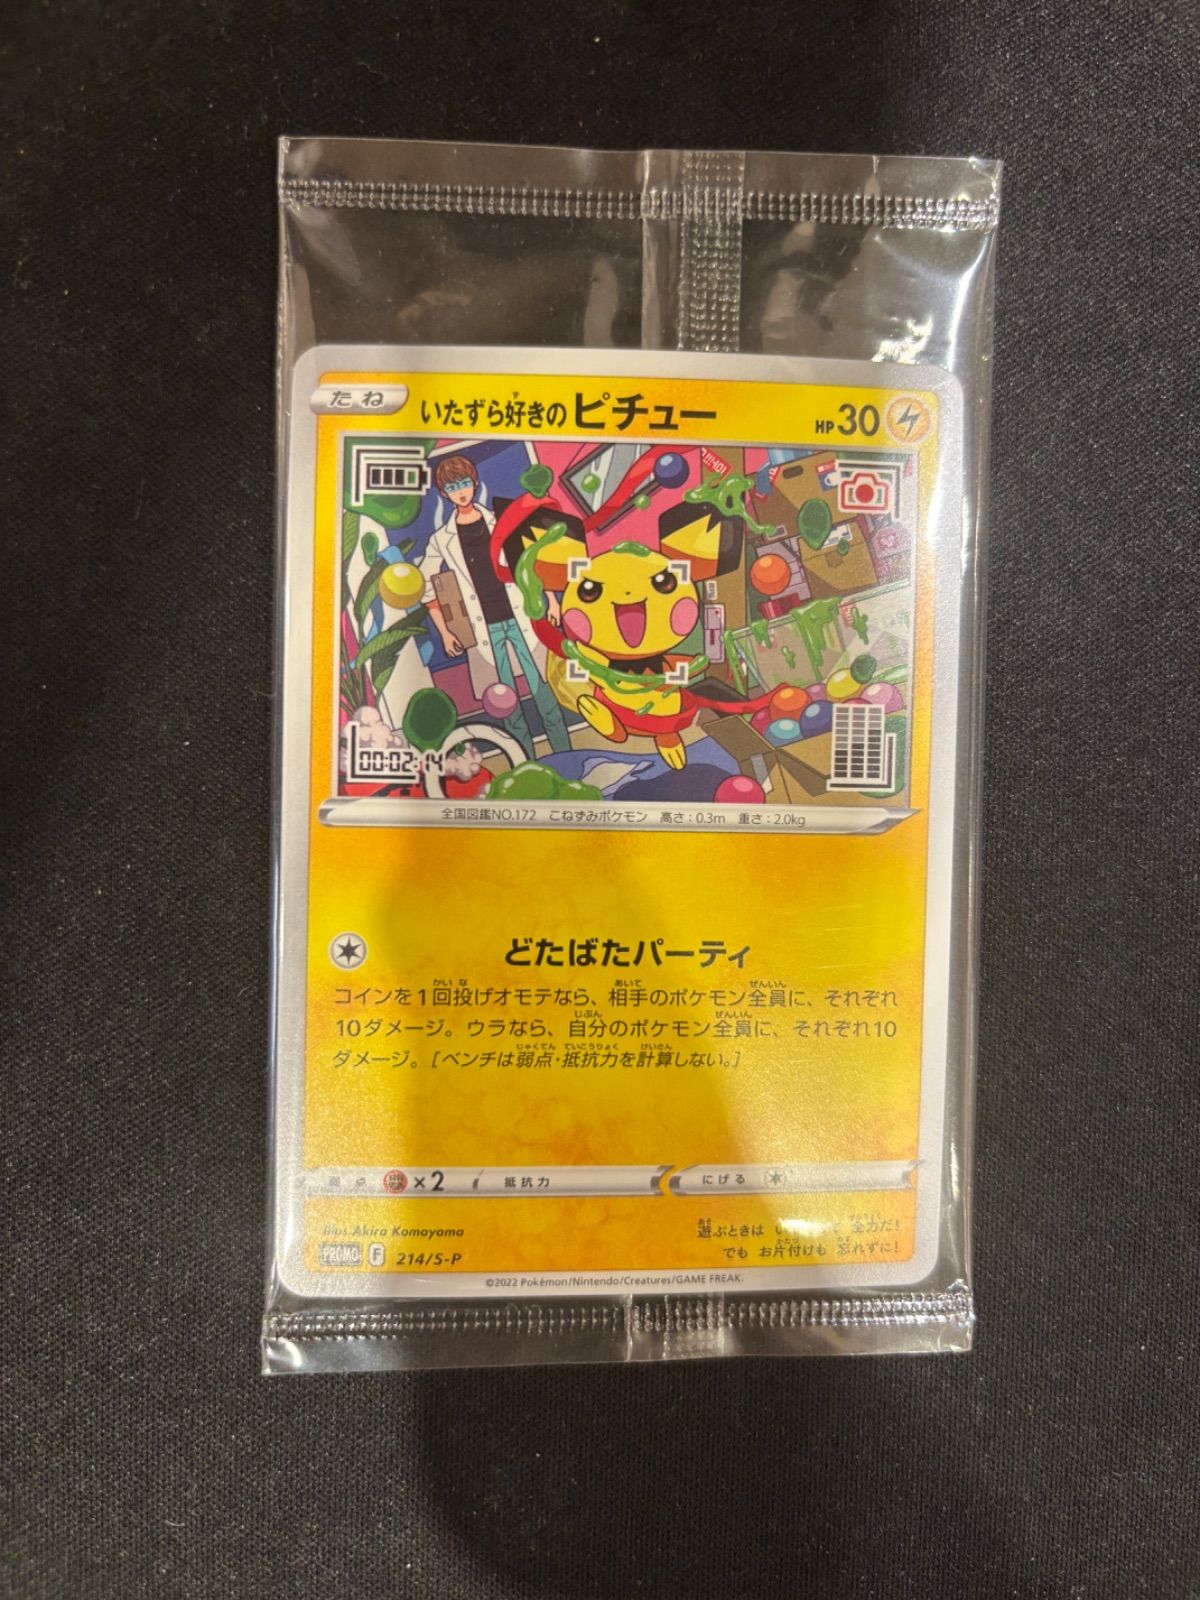 たね いたずら好きのピチュー HP30
00:02:14
全国図鑑NO.172 こねずみポケモン 高さ:0.3m 重さ:2.0kg
どたばたパーティ
コインを1回投げオモテなら、相手のポケモン全員に、それぞれ
10ダメージ。ウラなら、自分のポケモン全員に、それぞれ10
ダメージ。[ベンチは弱点・抵抗力を計算しない。]
弱点 ×2 抵抗力 にげる
illus. Akira Komayama
遊ぶときは 全力だ!
でも お片付けも 忘れずに!
PROMO F 214/S-P
©2022 Pokémon/Nintendo/Creatures/GAME FREAK.